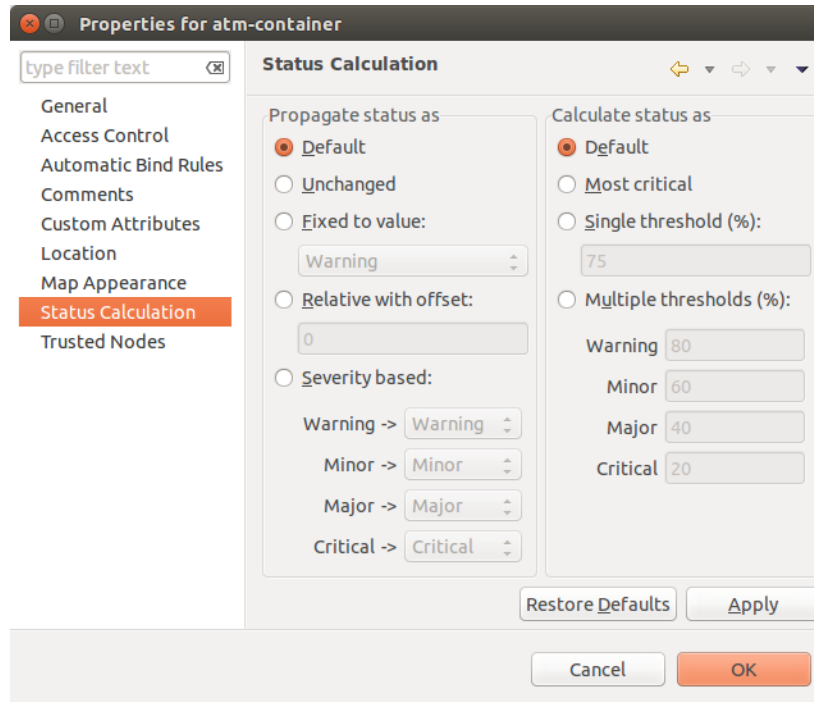 Properties for atm-container
type filter text
General
Access Control
Automatic Bind Rules
Comments
Custom Attributes
Location
Map Appearance
Status Calculation
Trusted Nodes
Status Calculation
Propagate status as
Default
Unchanged
Fixed to value:
Warning
Relative with offset:
0
Severity based:
Warning -> Warning
Minor -> Minor
Major -> Major
Critical -> Critical
Calculate status as
Default
Most critical
Single threshold (%):
75
Multiple thresholds (%):
Warning 80
Minor 60
Major 40
Critical 20
Restore Defaults Apply
Cancel OK